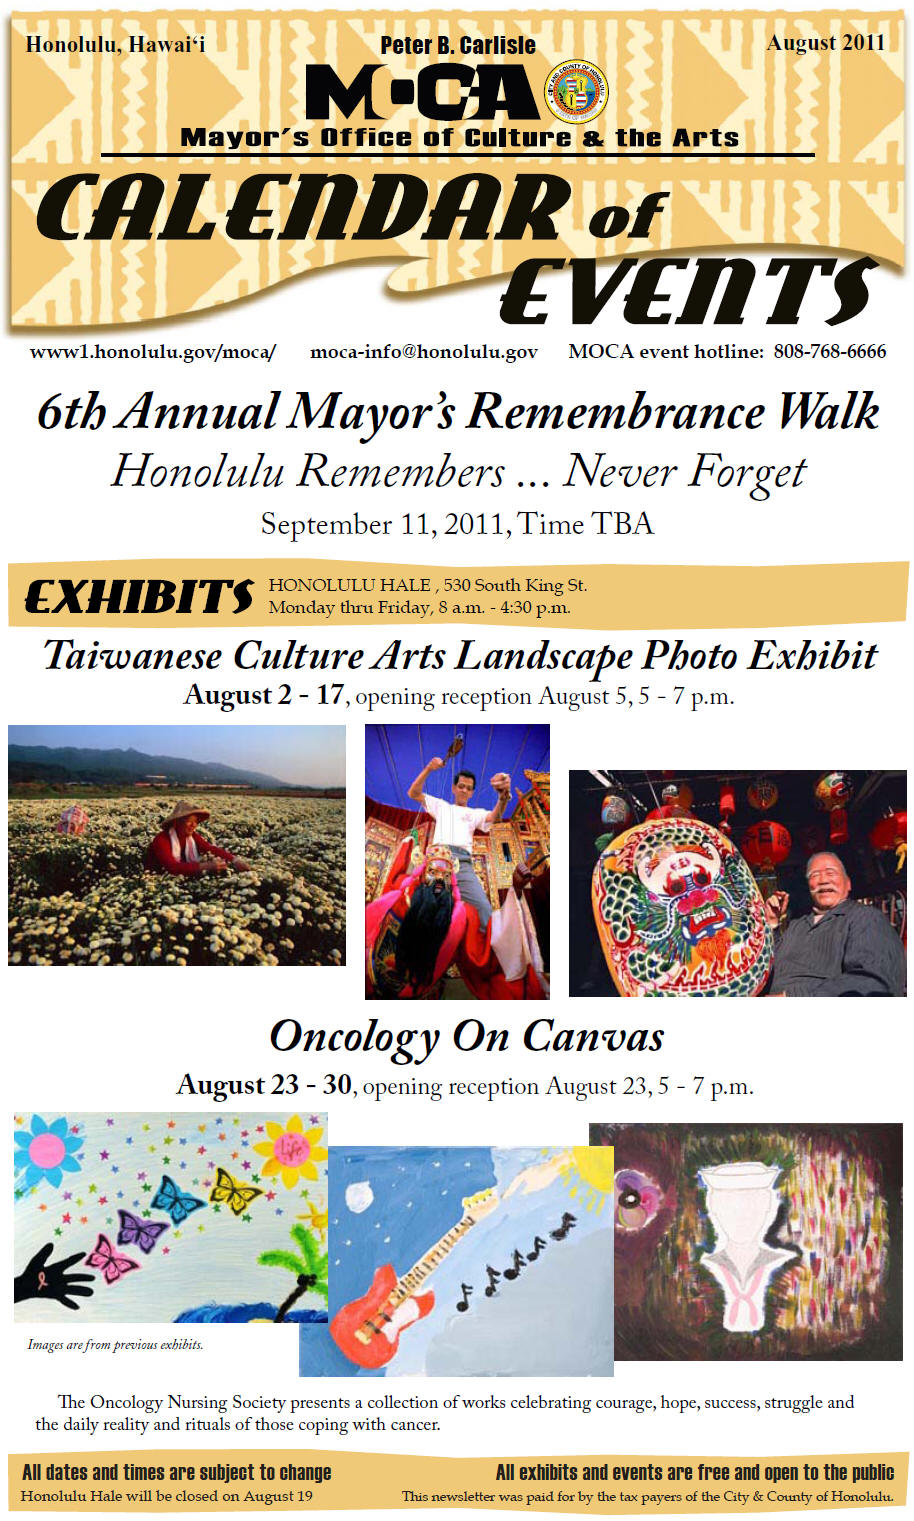 Honolulu, Hawai‘i
Peter B. Carlisle
August 2011
MOCA
CITY AND COUNTY OF HONOLULU
STATE OF HAWAII
Mayor's Office of Culture & the Arts
CALENDAR of
EVENTS
www1.honolulu.gov/moca/ moca-info@honolulu.gov MOCA event hotline: 808-768-6666
6th Annual Mayor’s Remembrance Walk
Honolulu Remembers ... Never Forget
September 11, 2011, Time TBA
EXHIBITS
HONOLULU HALE , 530 South King St.
Monday thru Friday, 8 a.m. - 4:30 p.m.
Taiwanese Culture Arts Landscape Photo Exhibit
August 2 - 17, opening reception August 5, 5 - 7 p.m.
Oncology On Canvas
August 23 - 30, opening reception August 23, 5 - 7 p.m.
Life
Images are from previous exhibits.
The Oncology Nursing Society presents a collection of works celebrating courage, hope, success, struggle and
the daily reality and rituals of those coping with cancer.
All dates and times are subject to change
Honolulu Hale will be closed on August 19
All exhibits and events are free and open to the public
This newsletter was paid for by the tax payers of the City & County of Honolulu.